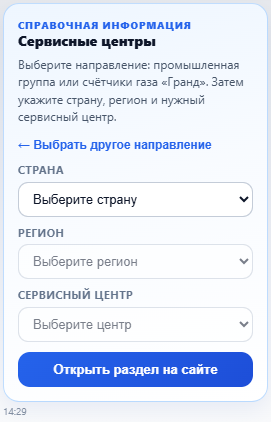 СПРАВОЧНАЯ ИНФОРМАЦИЯ
Сервисные центры
Выберите направление: промышленная
группа или счётчики газа «Гранд». Затем
укажите страну, регион и нужный
сервисный центр.
← Выбрать другое направление
СТРАНА
Выберите страну
РЕГИОН
Выберите регион
СЕРВИСНЫЙ ЦЕНТР
Выберите центр
Открыть раздел на сайте
14:29